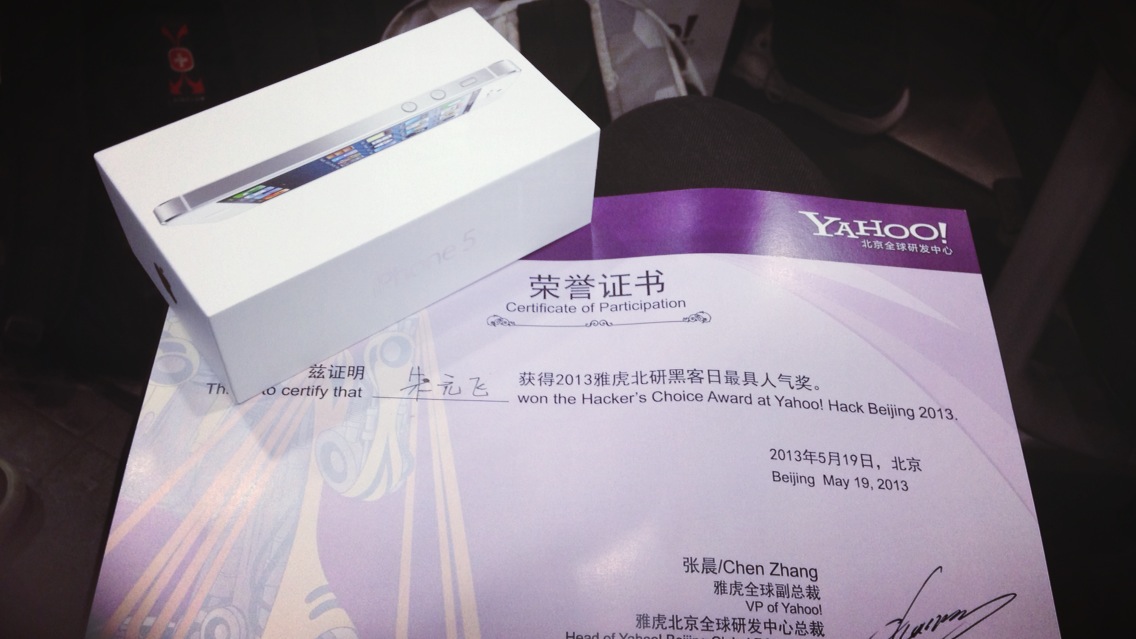 iPhone 5
YAHOO!
北京全球研发中心
荣誉证书
Certificate of Participation
兹证明 朱元飞 获得2013雅虎北研黑客日最具人气奖。
to certify that won the Hacker's Choice Award at Yahoo! Hack Beijing 2013.
2013年5月19日，北京
Beijing May 19, 2013
张晨/Chen Zhang
雅虎全球副总裁
VP of Yahoo!
雅虎北京全球研发中心总裁
Head of Yahoo! Beijing